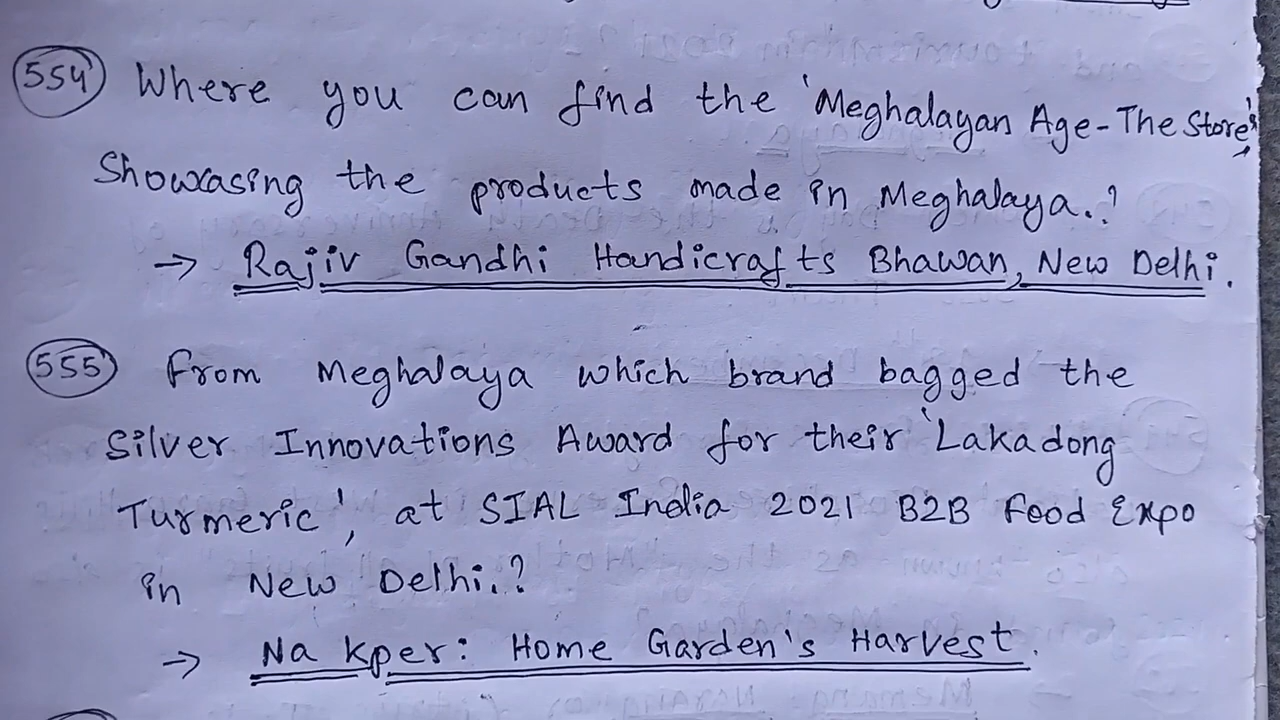 554 Where you can find the 'Meghalayan Age-The Store',
Showcasing the products made in Meghalaya.?
→ Rajiv Gandhi Handicrafts Bhawan, New Delhi.
555 From Meghalaya which brand bagged the
Silver Innovations Award for their 'Lakadong
Turmeric', at SIAL India 2021 B2B Food Expo
in New Delhi.?
→ Na Kper: Home Garden's Harvest.